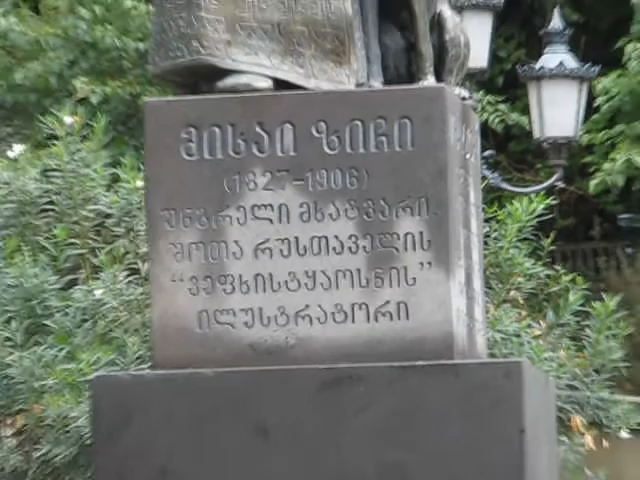 მიხაი ზიჩი
(1827-1906)
უნგრელი მხატვარი.
შოთა რუსთაველის
“ვეფხისტყაოსნის”
ილუსტრატორი